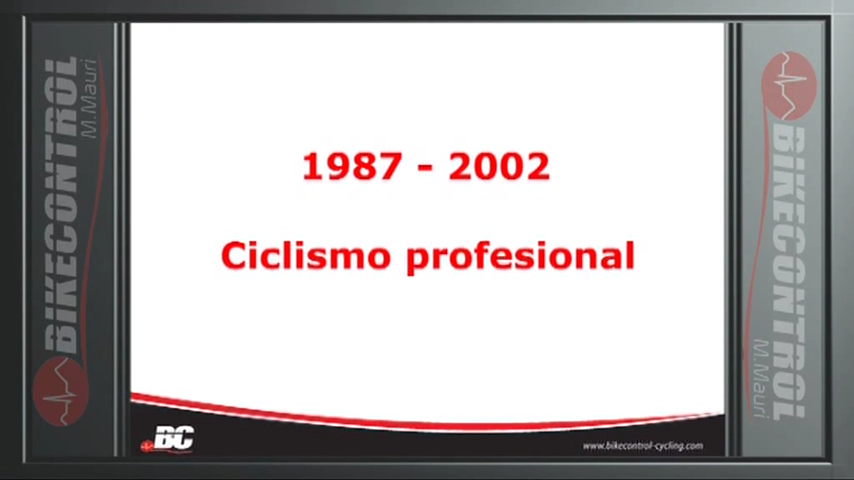 BIKECONTROL
M.Mauri
1987 - 2002
Ciclismo profesional
BC
www.bikecontrol-cycling.com
BIKECONTROL
M.Mauri